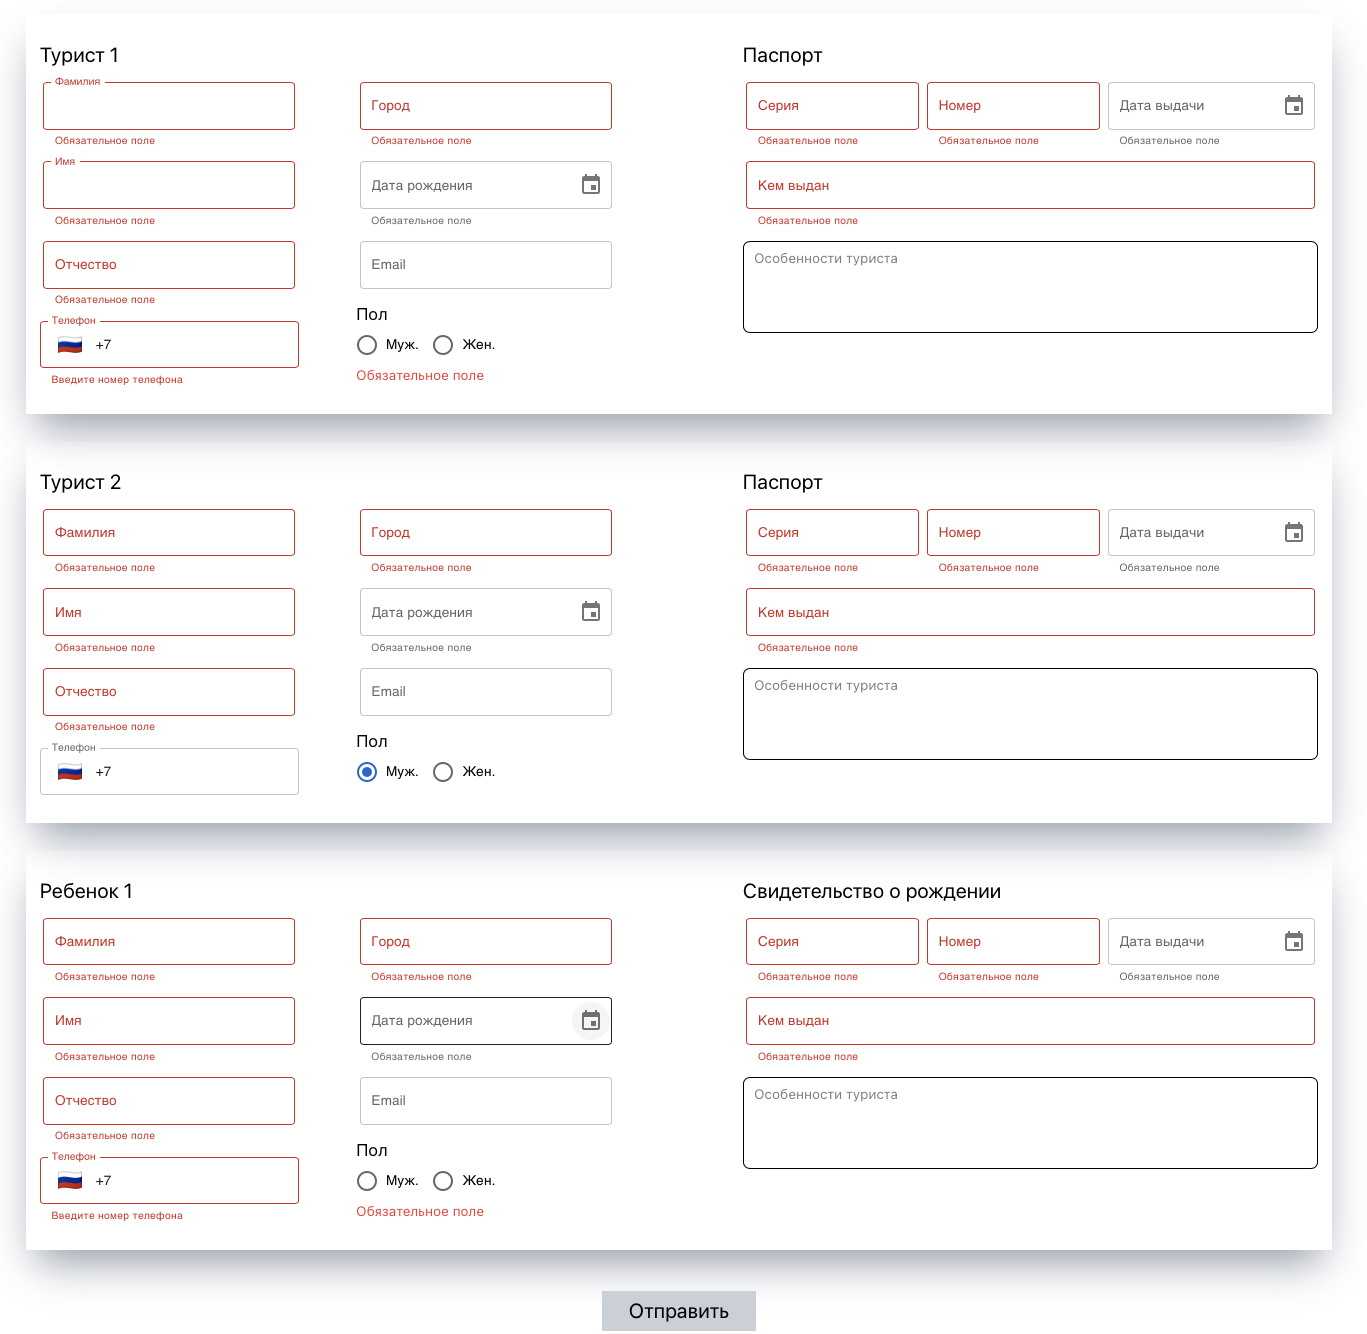 Турист 1
Фамилия
Обязательное поле
Имя
Обязательное поле
Отчество
Обязательное поле
Телефон
+7
Введите номер телефона
Город
Обязательное поле
Дата рождения
Обязательное поле
Email
Пол
Муж. Жен.
Обязательное поле
Паспорт
Серия Номер Дата выдачи
Обязательное поле Обязательное поле Обязательное поле
Кем выдан
Обязательное поле
Особенности туриста
Турист 2
Фамилия
Обязательное поле
Имя
Обязательное поле
Отчество
Обязательное поле
Телефон
+7
Город
Обязательное поле
Дата рождения
Обязательное поле
Email
Пол
Муж. Жен.
Паспорт
Серия Номер Дата выдачи
Обязательное поле Обязательное поле Обязательное поле
Кем выдан
Обязательное поле
Особенности туриста
Ребенок 1
Фамилия
Обязательное поле
Имя
Обязательное поле
Отчество
Обязательное поле
Телефон
+7
Введите номер телефона
Город
Обязательное поле
Дата рождения
Обязательное поле
Email
Пол
Муж. Жен.
Обязательное поле
Свидетельство о рождении
Серия Номер Дата выдачи
Обязательное поле Обязательное поле Обязательное поле
Кем выдан
Обязательное поле
Особенности туриста
Отправить